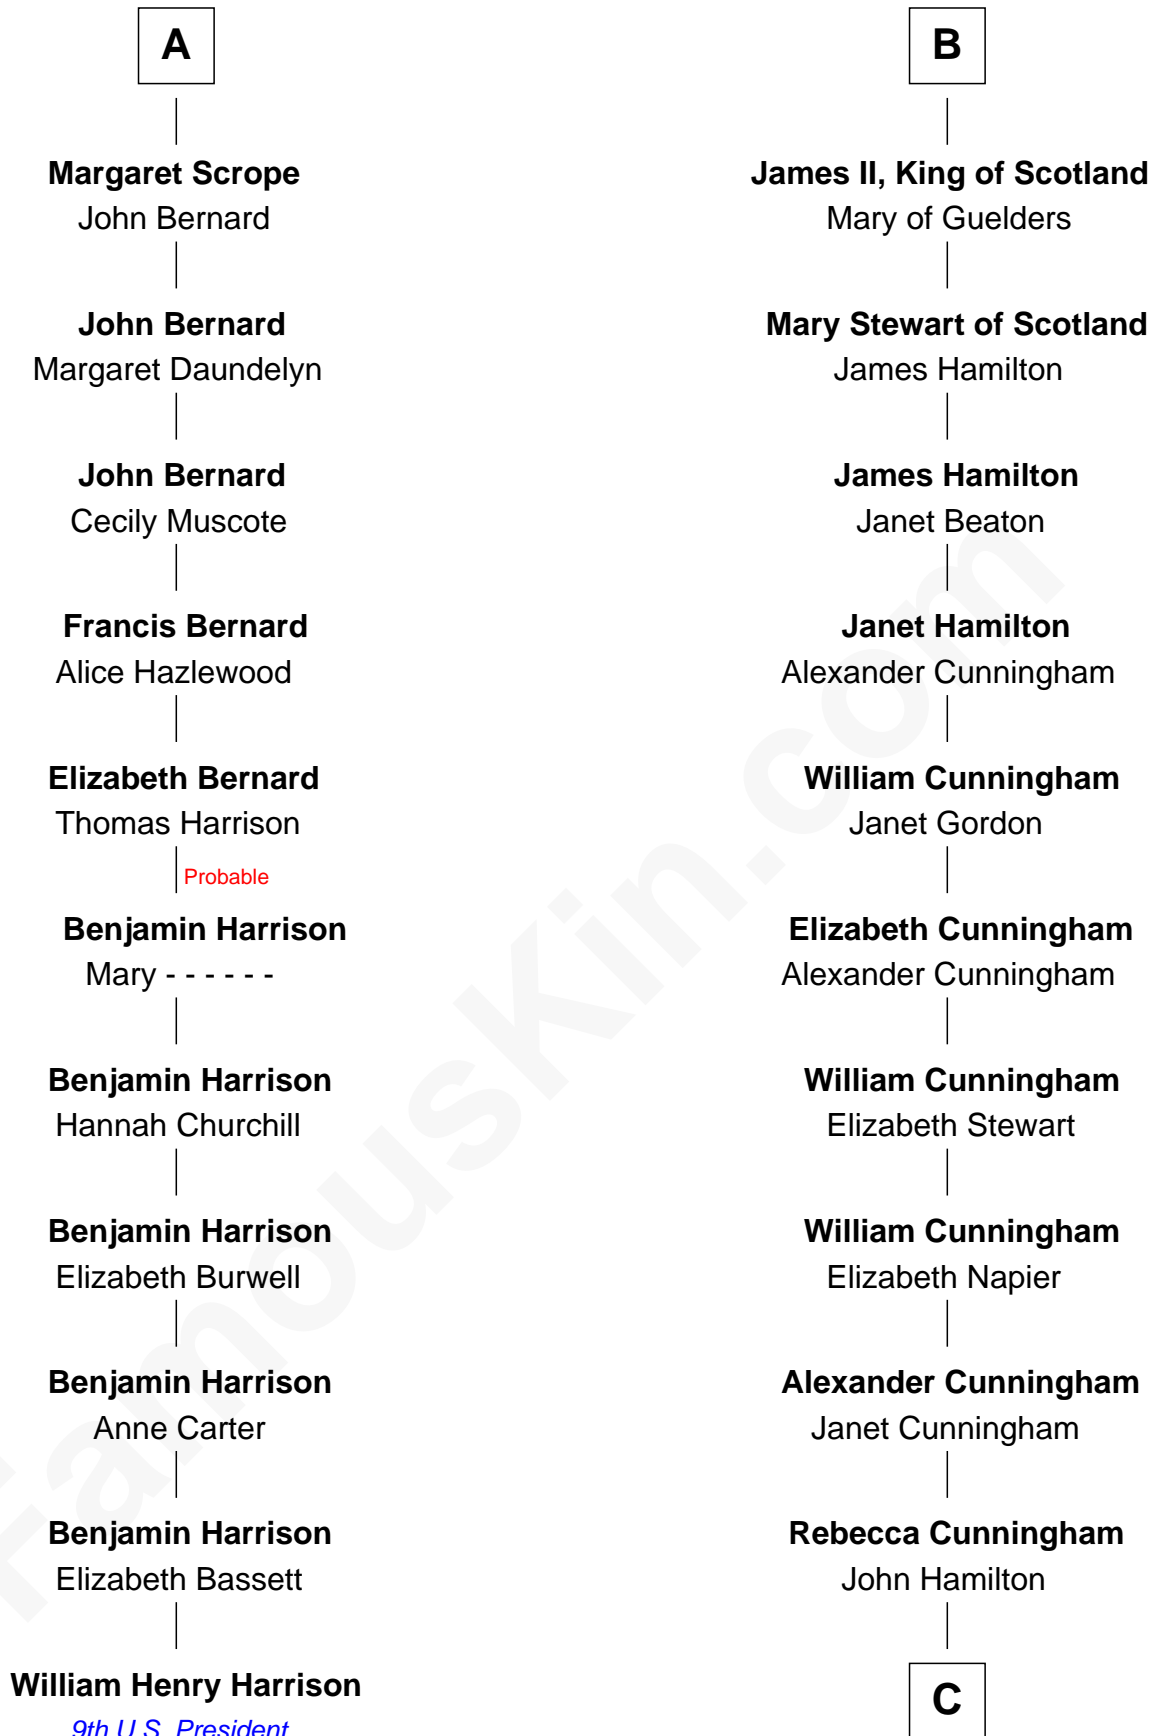 A
Margaret Scrope
John Bernard
John Bernard
Margaret Daundelyn
John Bernard
Cecily Muscote
Francis Bernard
Alice Hazlewood
Elizabeth Bernard
Thomas Harrison
Probable
Benjamin Harrison
Mary - - - - - -
Benjamin Harrison
Hannah Churchill
Benjamin Harrison
Elizabeth Burwell
Benjamin Harrison
Anne Carter
Benjamin Harrison
Elizabeth Bassett
William Henry Harrison
9th U.S. President
B
James II, King of Scotland
Mary of Guelders
Mary Stewart of Scotland
James Hamilton
James Hamilton
Janet Beaton
Janet Hamilton
Alexander Cunningham
William Cunningham
Janet Gordon
Elizabeth Cunningham
Alexander Cunningham
William Cunningham
Elizabeth Stewart
William Cunningham
Elizabeth Napier
Alexander Cunningham
Janet Cunningham
Rebecca Cunningham
John Hamilton
C
FamousKin.com